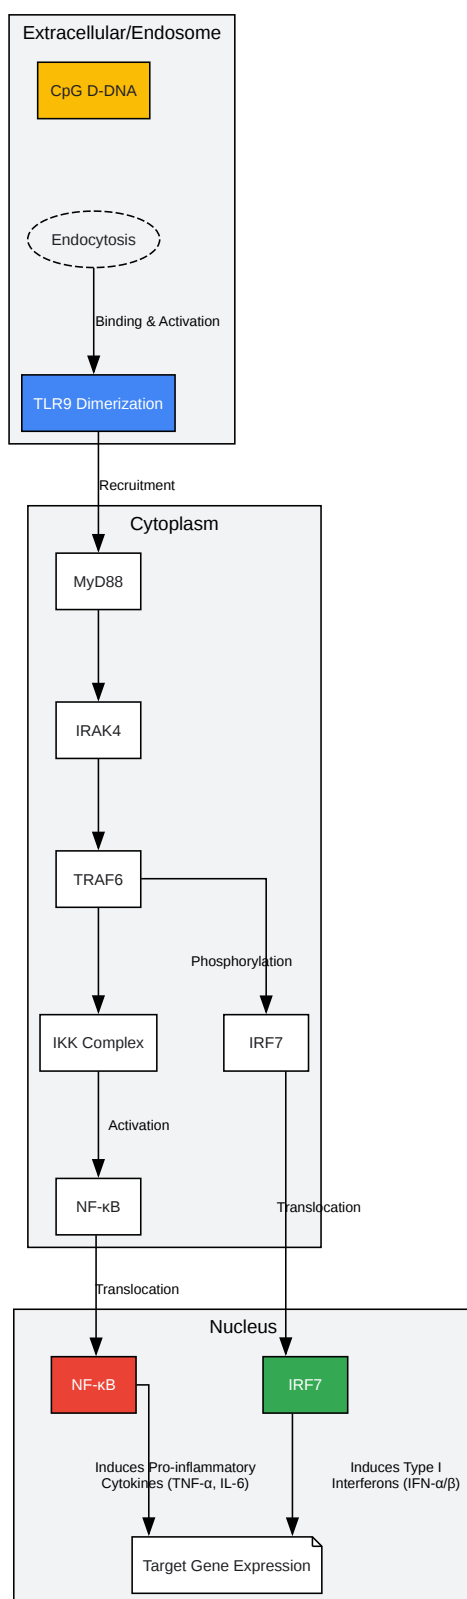 Extracellular/Endosome
CpG D-DNA
Endocytosis
Binding & Activation
TLR9 Dimerization
Recruitment
Cytoplasm
MyD88
IRAK4
TRAF6
Phosphorylation
IKK Complex
IRF7
Activation
NF-κB
Translocation
Translocation
Nucleus
NF-κB
IRF7
Induces Pro-inflammatory
Cytokines (TNF-α, IL-6)
Induces Type I
Interferons (IFN-α/β)
Target Gene Expression